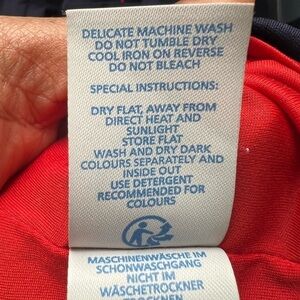 DELICATE MACHINE WASH
DO NOT TUMBLE DRY
COOL IRON ON REVERSE
DO NOT BLEACH
SPECIAL INSTRUCTIONS:
DRY FLAT, AWAY FROM
DIRECT HEAT AND
SUNLIGHT
STORE FLAT
WASH AND DRY DARK
COLOURS SEPARATELY AND
INSIDE OUT
USE DETERGENT
RECOMMENDED FOR
COLOURS
MASCHINENWÄSCHE IM
SCHONWASCHGANG
NICHT IM
WÄSCHETROCKNER
TROCKNEN